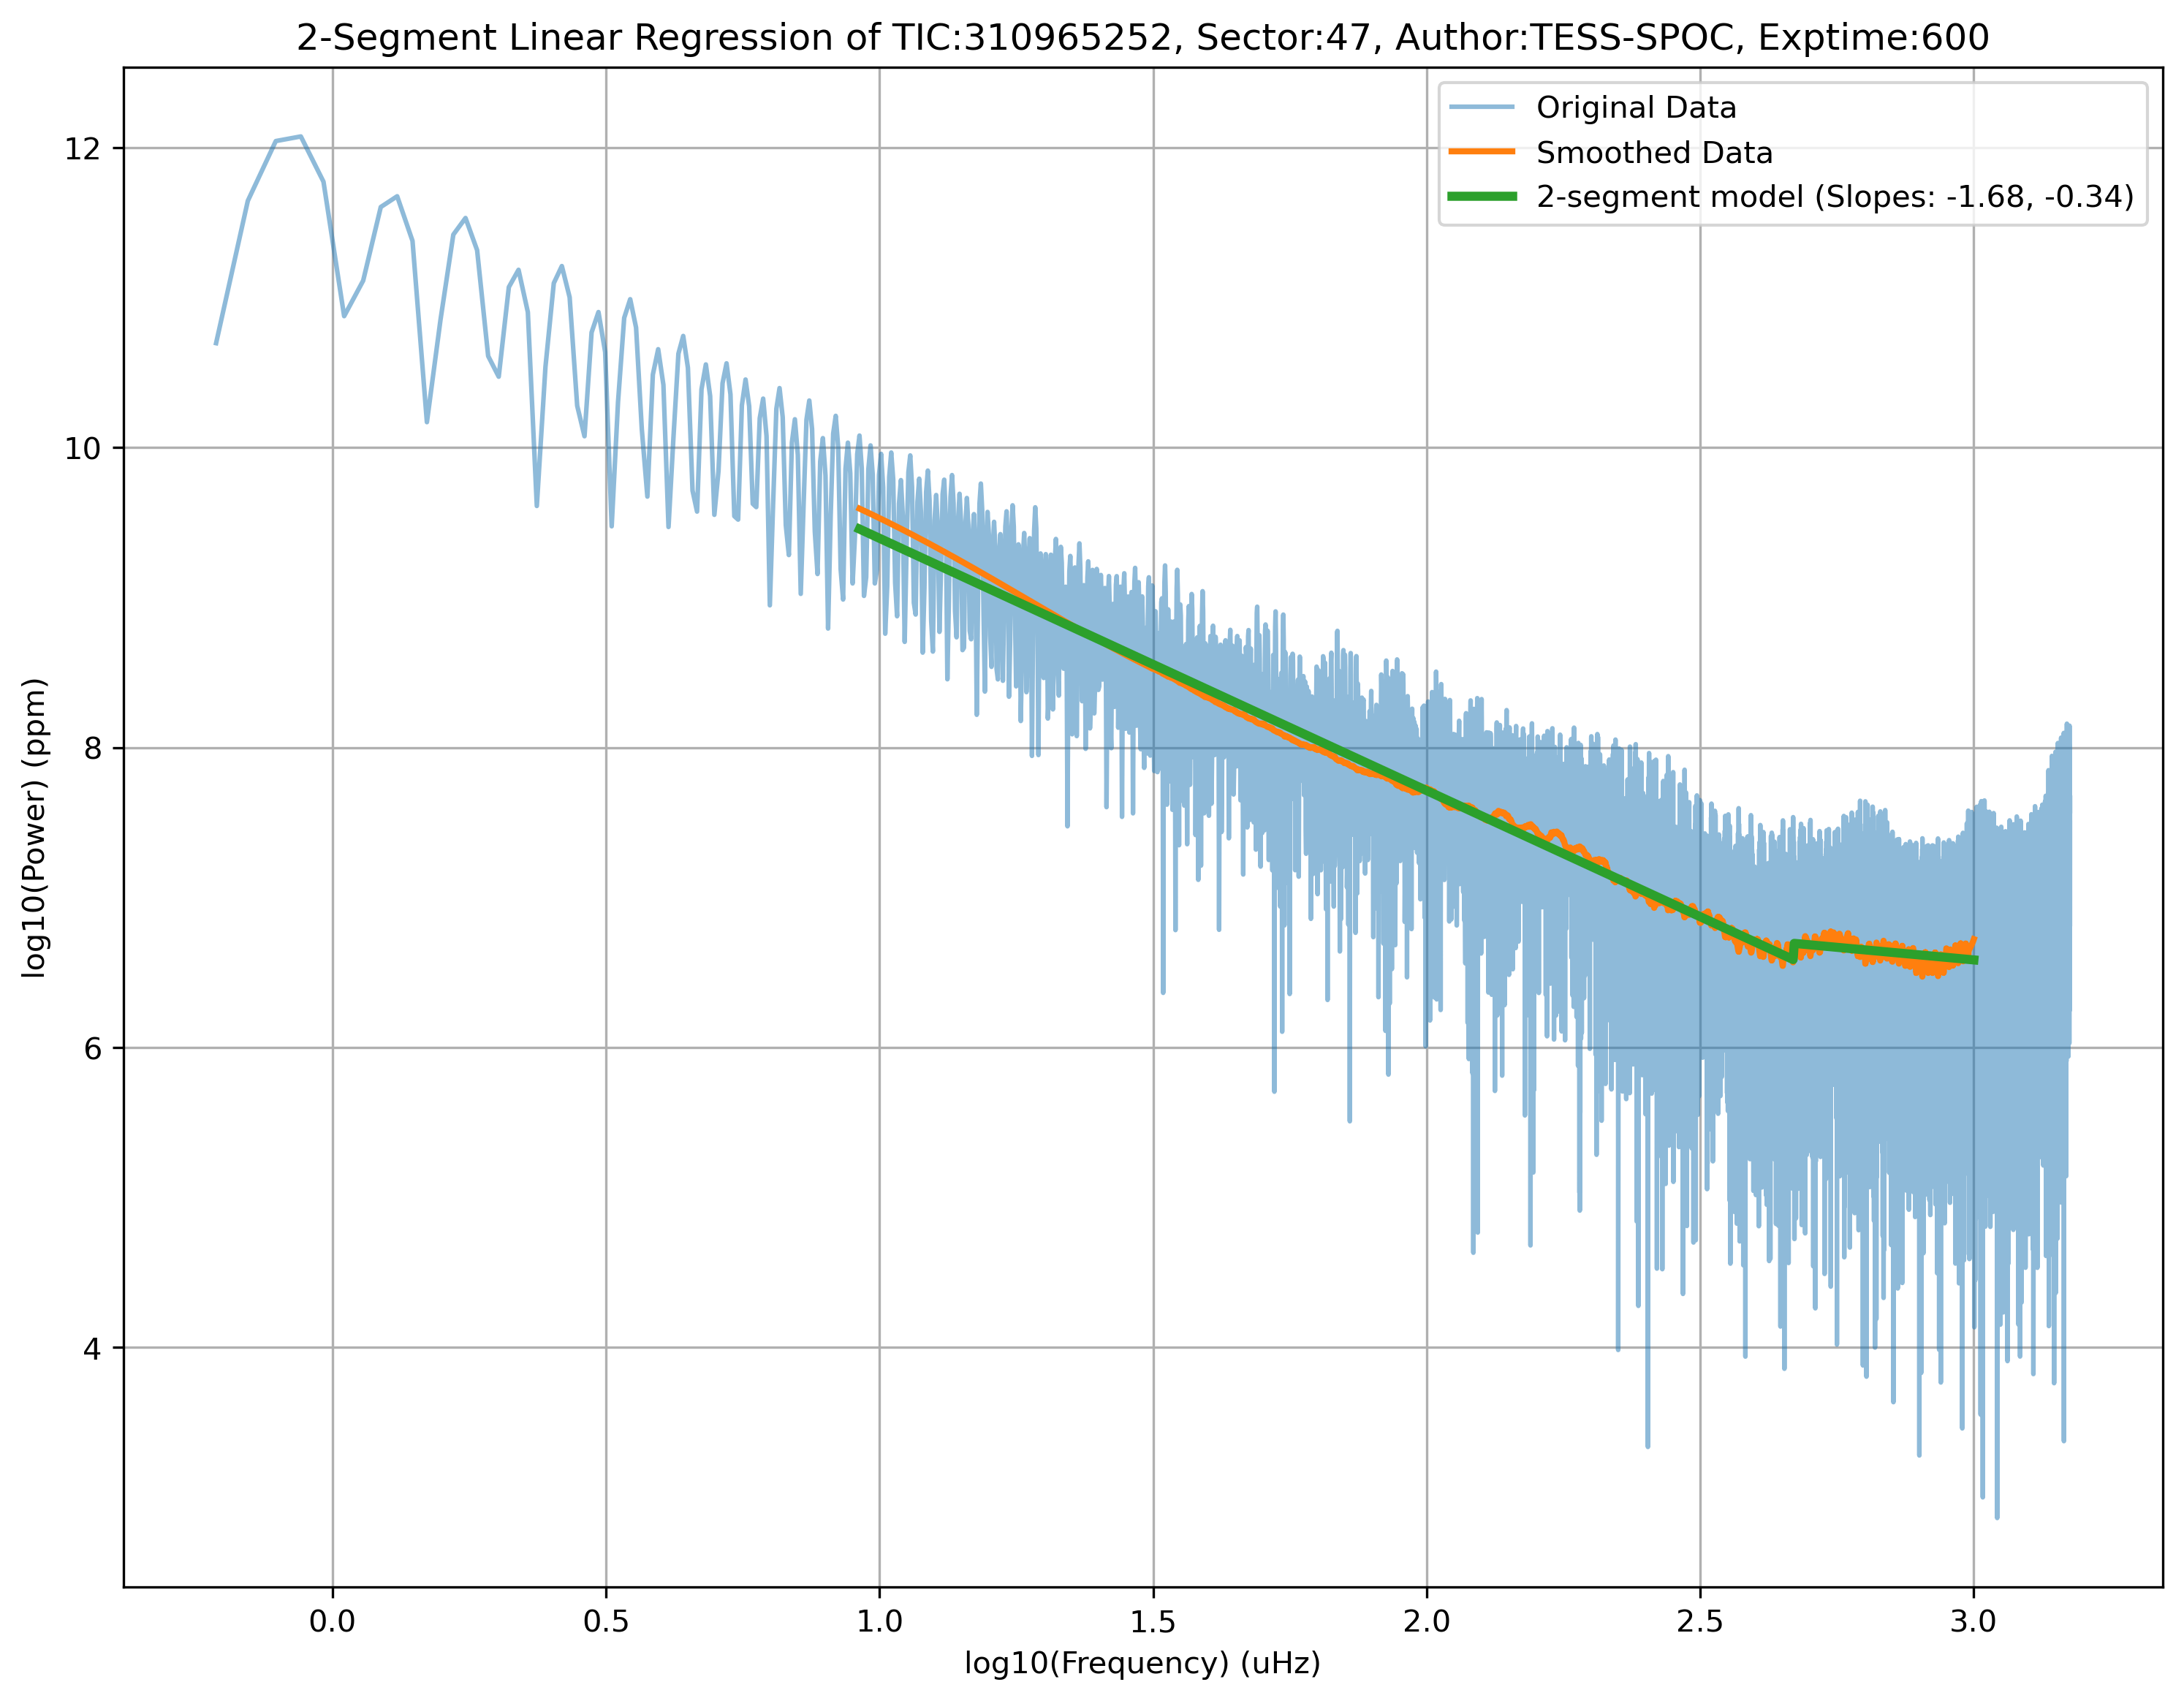 2-Segment Linear Regression of TIC:310965252, Sector:47, Author:TESS-SPOC, Exptime:600
Original Data
Smoothed Data
2-segment model (Slopes: -1.68, -0.34)
log10(Power) (ppm)
12
10
8
6
4
0.0 0.5 1.0 1.5 2.0 2.5 3.0
log10(Frequency) (uHz)